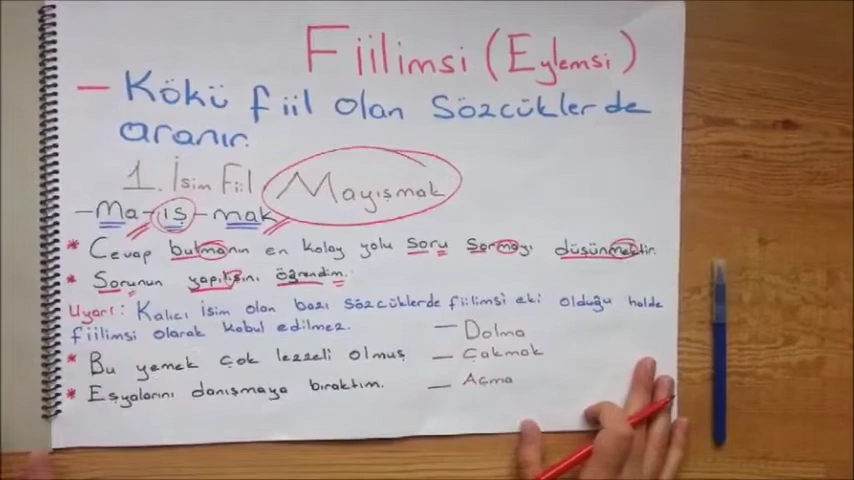 Fiilimsi (Eylemsi)
— Kökü fiil olan sözcüklerde
aranır.
1. İsim Fiil
Mayışmak
-Ma-ış-mak
* Cevap bulmanın en kolay yolu soru sormayı düşünmektir.
* Sorunun yapılışını öğrendim.
Uyarı: Kalıcı isim olan bazı sözcüklerde fiilimsi eki olduğu halde
fiilimsi olarak kabul edilmez.
* Bu yemek çok lezzeli olmuş
* Eşyalarını danışmaya bıraktım.
— Dolma
— Çakmak
— Açma